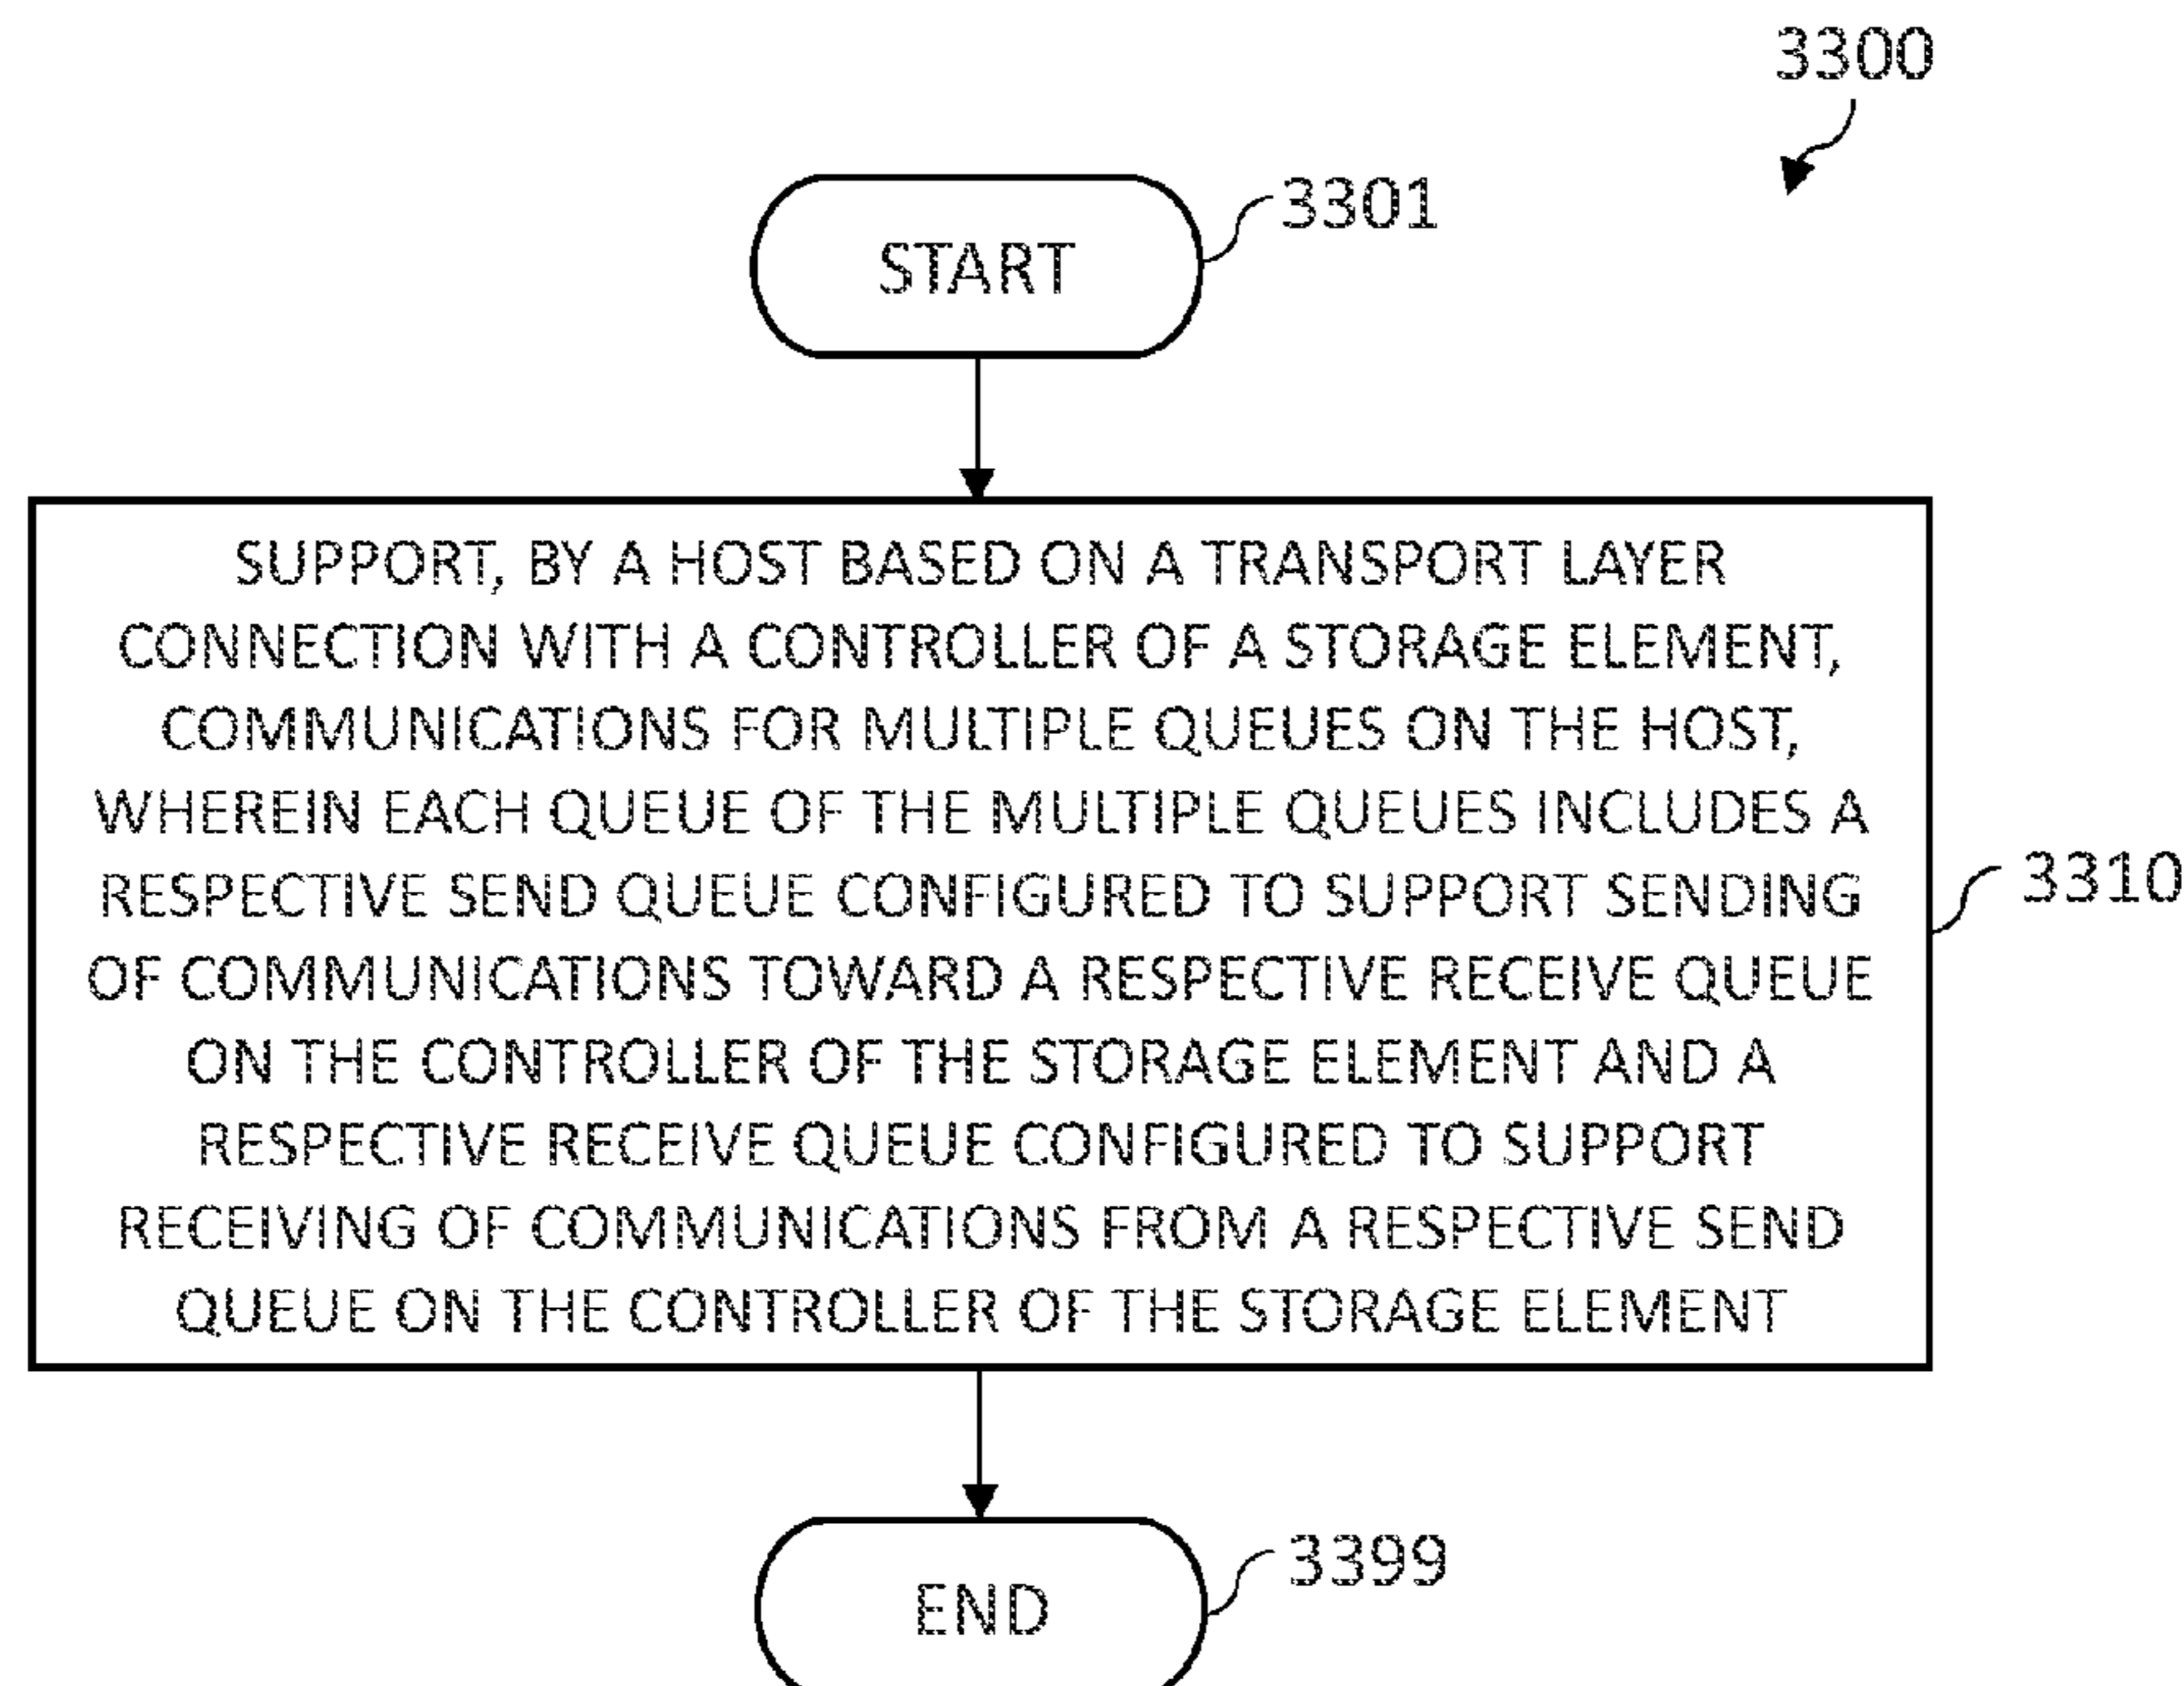 3300
3301
START
SUPPORT, BY A HOST BASED ON A TRANSPORT LAYER
CONNECTION WITH A CONTROLLER OF A STORAGE ELEMENT,
COMMUNICATIONS FOR MULTIPLE QUEUES ON THE HOST,
WHEREIN EACH QUEUE OF THE MULTIPLE QUEUES INCLUDES A
RESPECTIVE SEND QUEUE CONFIGURED TO SUPPORT SENDING
OF COMMUNICATIONS TOWARD A RESPECTIVE RECEIVE QUEUE
ON THE CONTROLLER OF THE STORAGE ELEMENT AND A
RESPECTIVE RECEIVE QUEUE CONFIGURED TO SUPPORT
RECEIVING OF COMMUNICATIONS FROM A RESPECTIVE SEND
QUEUE ON THE CONTROLLER OF THE STORAGE ELEMENT
3310
3399
END